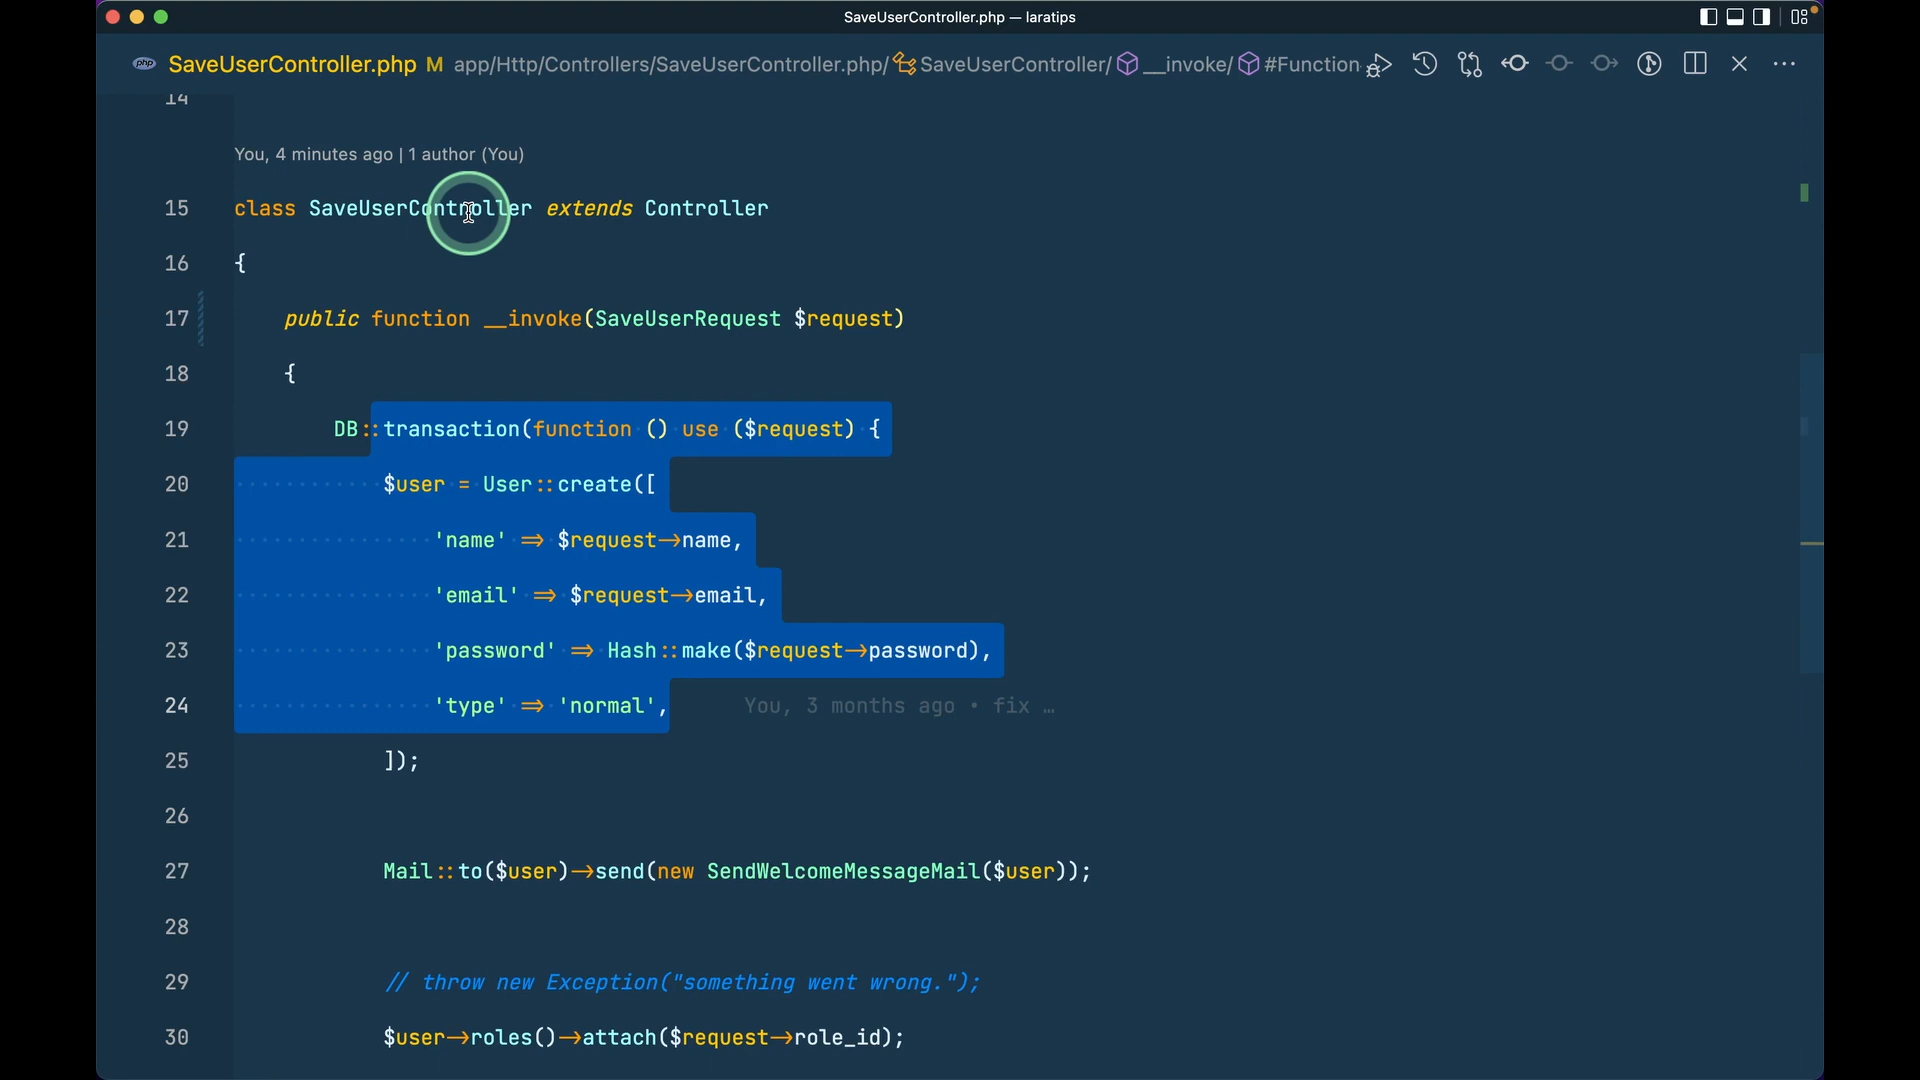 SaveUserController.php — laratips
php SaveUserController.php M app/Http/Controllers/SaveUserController.php/ SaveUserController/ __invoke/ #Function
14
You, 4 minutes ago | 1 author (You)
15 class SaveUserController extends Controller
16 {
17 public function __invoke(SaveUserRequest $request)
18 {
19 DB::transaction(function () use ($request) {
20 $user = User::create([
21 'name' => $request->name,
22 'email' => $request->email,
23 'password' => Hash::make($request->password),
24 'type' => 'normal', You, 3 months ago • fix …
25 ]);
26
27 Mail::to($user)->send(new SendWelcomeMessageMail($user));
28
29 // throw new Exception("something went wrong.");
30 $user->roles()->attach($request->role_id);